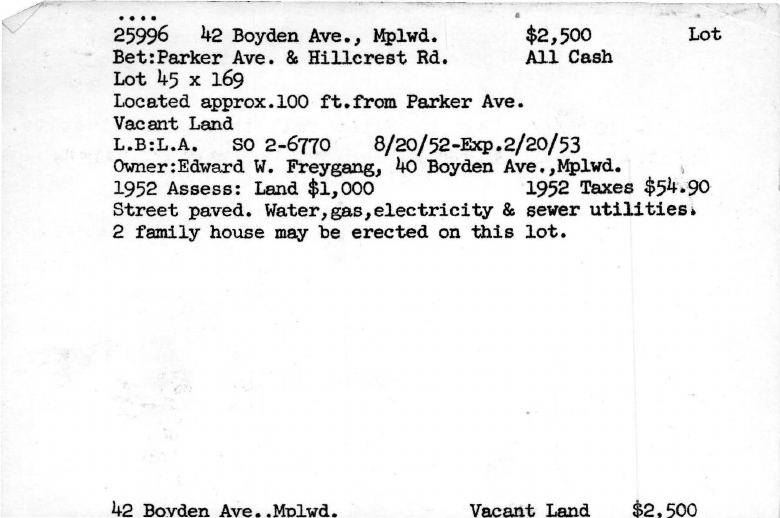 ....
25996 42 Boyden Ave., Mplwd. $2,500 Lot
Bet:Parker Ave. & Hillcrest Rd. All Cash
Lot 45 x 169
Located approx.100 ft.from Parker Ave.
Vacant Land
L.B:L.A. SO 2-6770 8/20/52-Exp.2/20/53
Owner:Edward W. Freygang, 40 Boyden Ave.,Mplwd.
1952 Assess: Land $1,000 1952 Taxes $54.90
Street paved. Water,gas,electricity & sewer utilities.
2 family house may be erected on this lot.
42 Boyden Ave.,Mplwd. Vacant Land $2,500